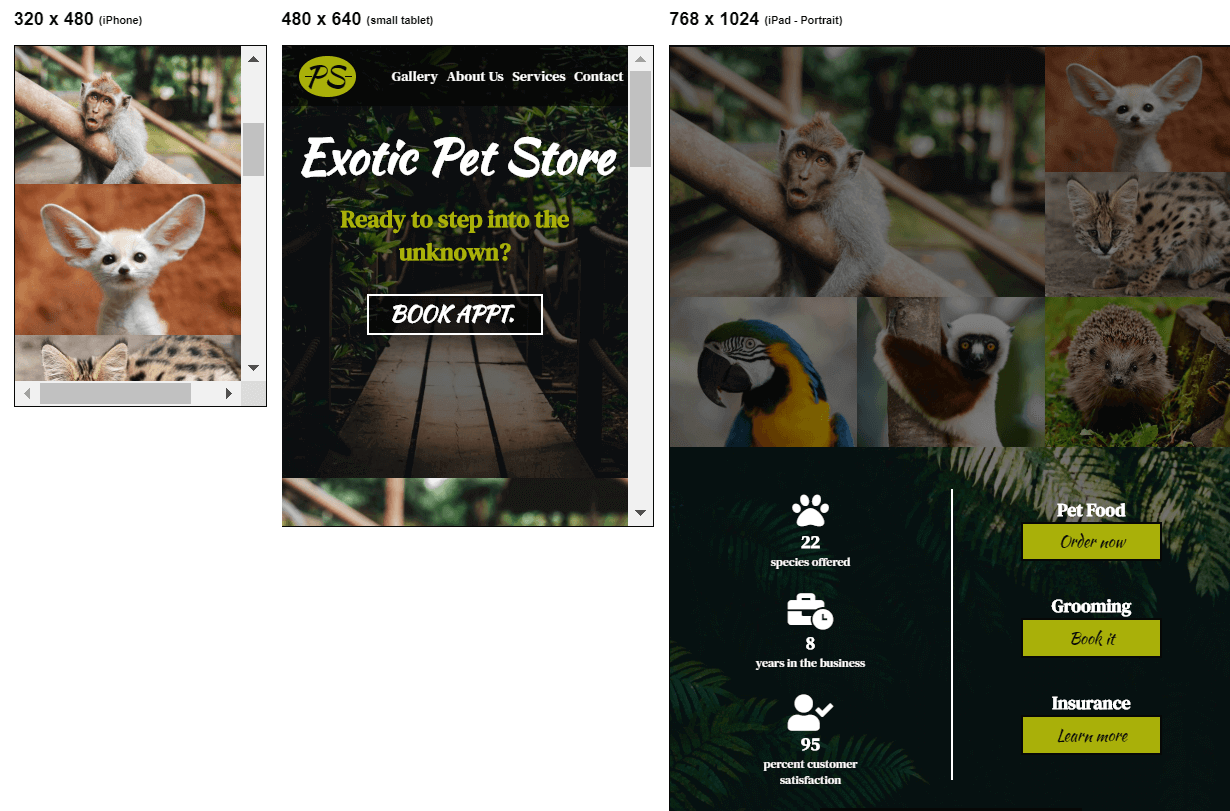 320 x 480 (iPhone)
480 x 640 (small tablet)
768 x 1024 (iPad - Portrait)
PS
Gallery About Us Services Contact
Exotic Pet Store
Ready to step into the
unknown?
BOOK APPT.
22
species offered
8
years in the business
95
percent customer
satisfaction
Pet Food
Order now
Grooming
Book it
Insurance
Learn more